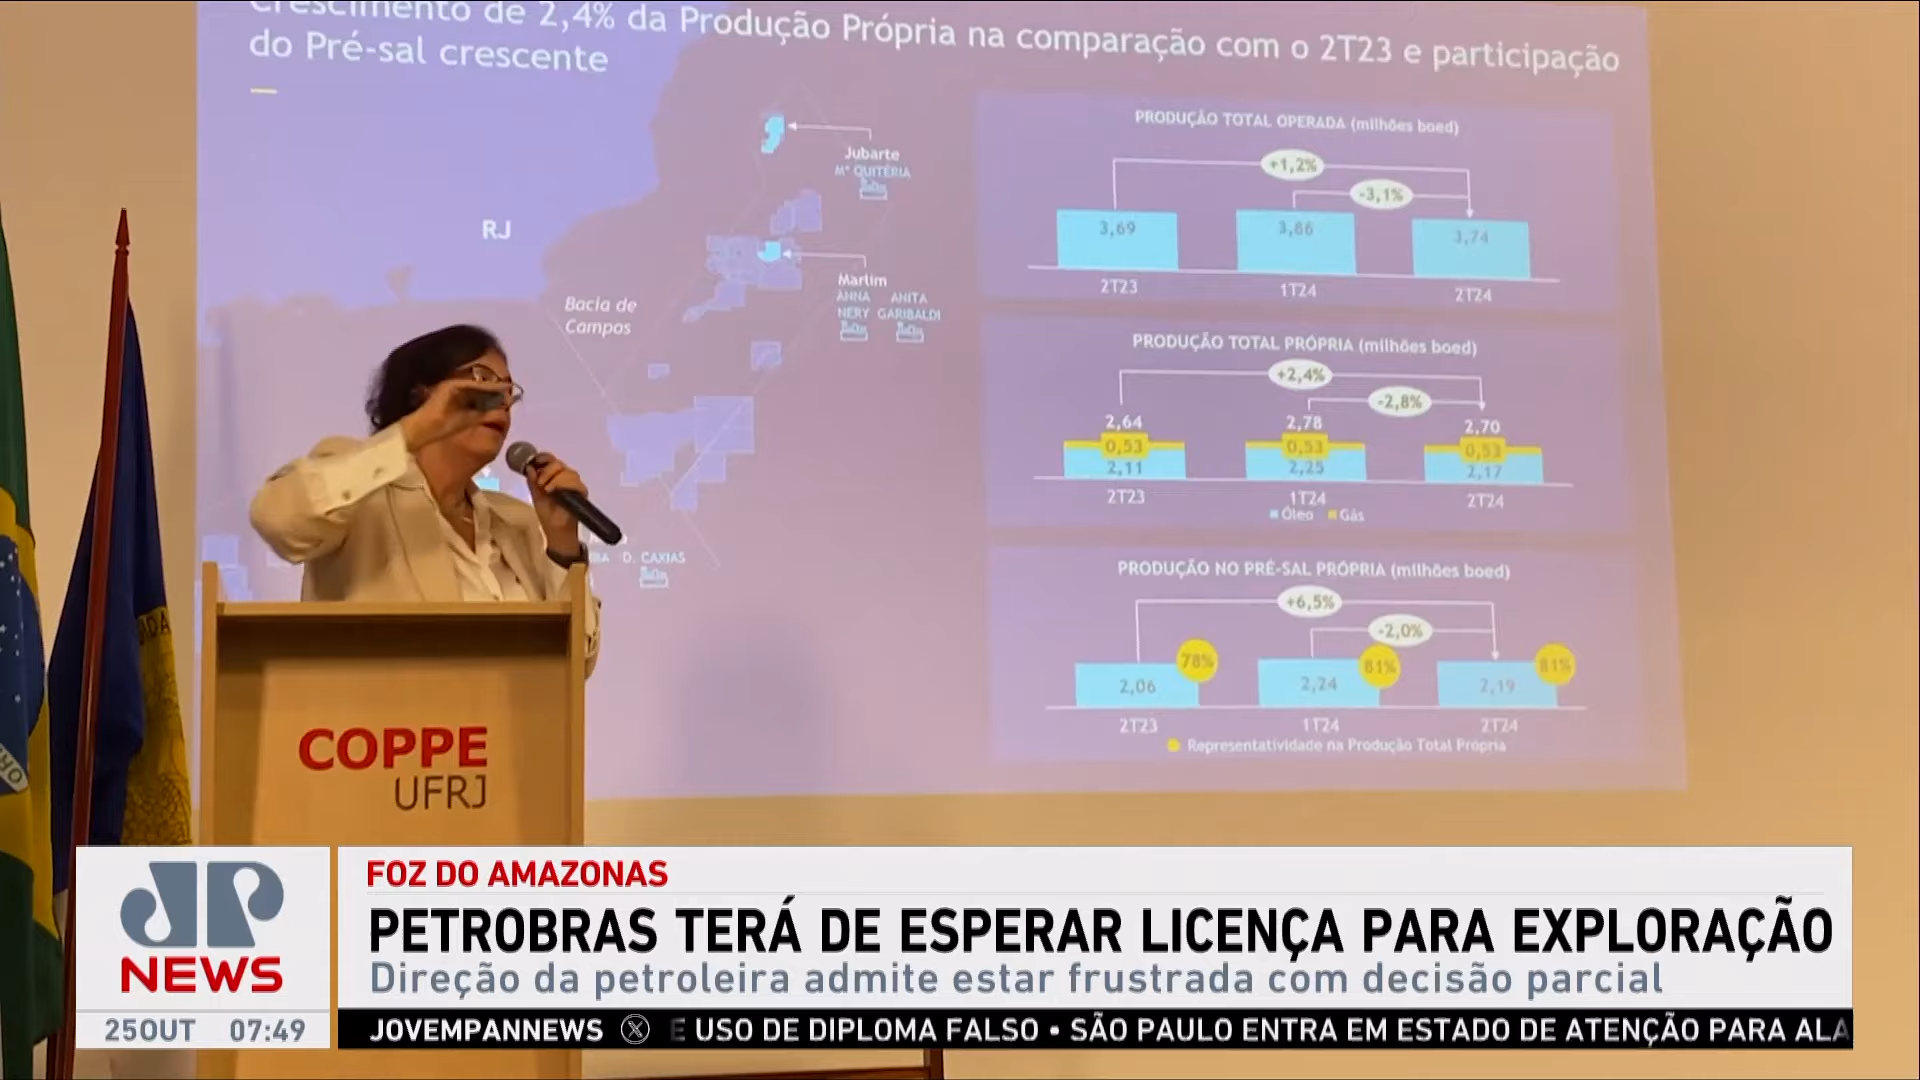 Crescimento de 2,4% da Produção Própria na comparação com o 2T23 e participação
do Pré-sal crescente
RJ
Bacia de
Campos
Jubarte
Mª QUITÉRIA
Marlim
ANNA NERY
ANITA GARIBALDI
D. CAXIAS
PRODUÇÃO TOTAL OPERADA (milhões boed)
+1,2%
-3,1%
3,69 3,86 3,74
2T23 1T24 2T24
PRODUÇÃO TOTAL PRÓPRIA (milhões boed)
+2,4%
-2,8%
2,64 2,78 2,70
0,53 0,53 0,53
2,11 2,25 2,17
2T23 1T24 2T24
Óleo Gás
PRODUÇÃO NO PRÉ-SAL PRÓPRIA (milhões boed)
+6,5%
-2,0%
78% 81% 81%
2,06 2,24 2,19
2T23 1T24 2T24
Representatividade na Produção Total Própria
COPPE
UFRJ
JP
NEWS
25OUT 07:49
FOZ DO AMAZONAS
PETROBRAS TERÁ DE ESPERAR LICENÇA PARA EXPLORAÇÃO
Direção da petroleira admite estar frustrada com decisão parcial
JOVEMPANNEWS X E USO DE DIPLOMA FALSO • SÃO PAULO ENTRA EM ESTADO DE ATENÇÃO PARA ALA